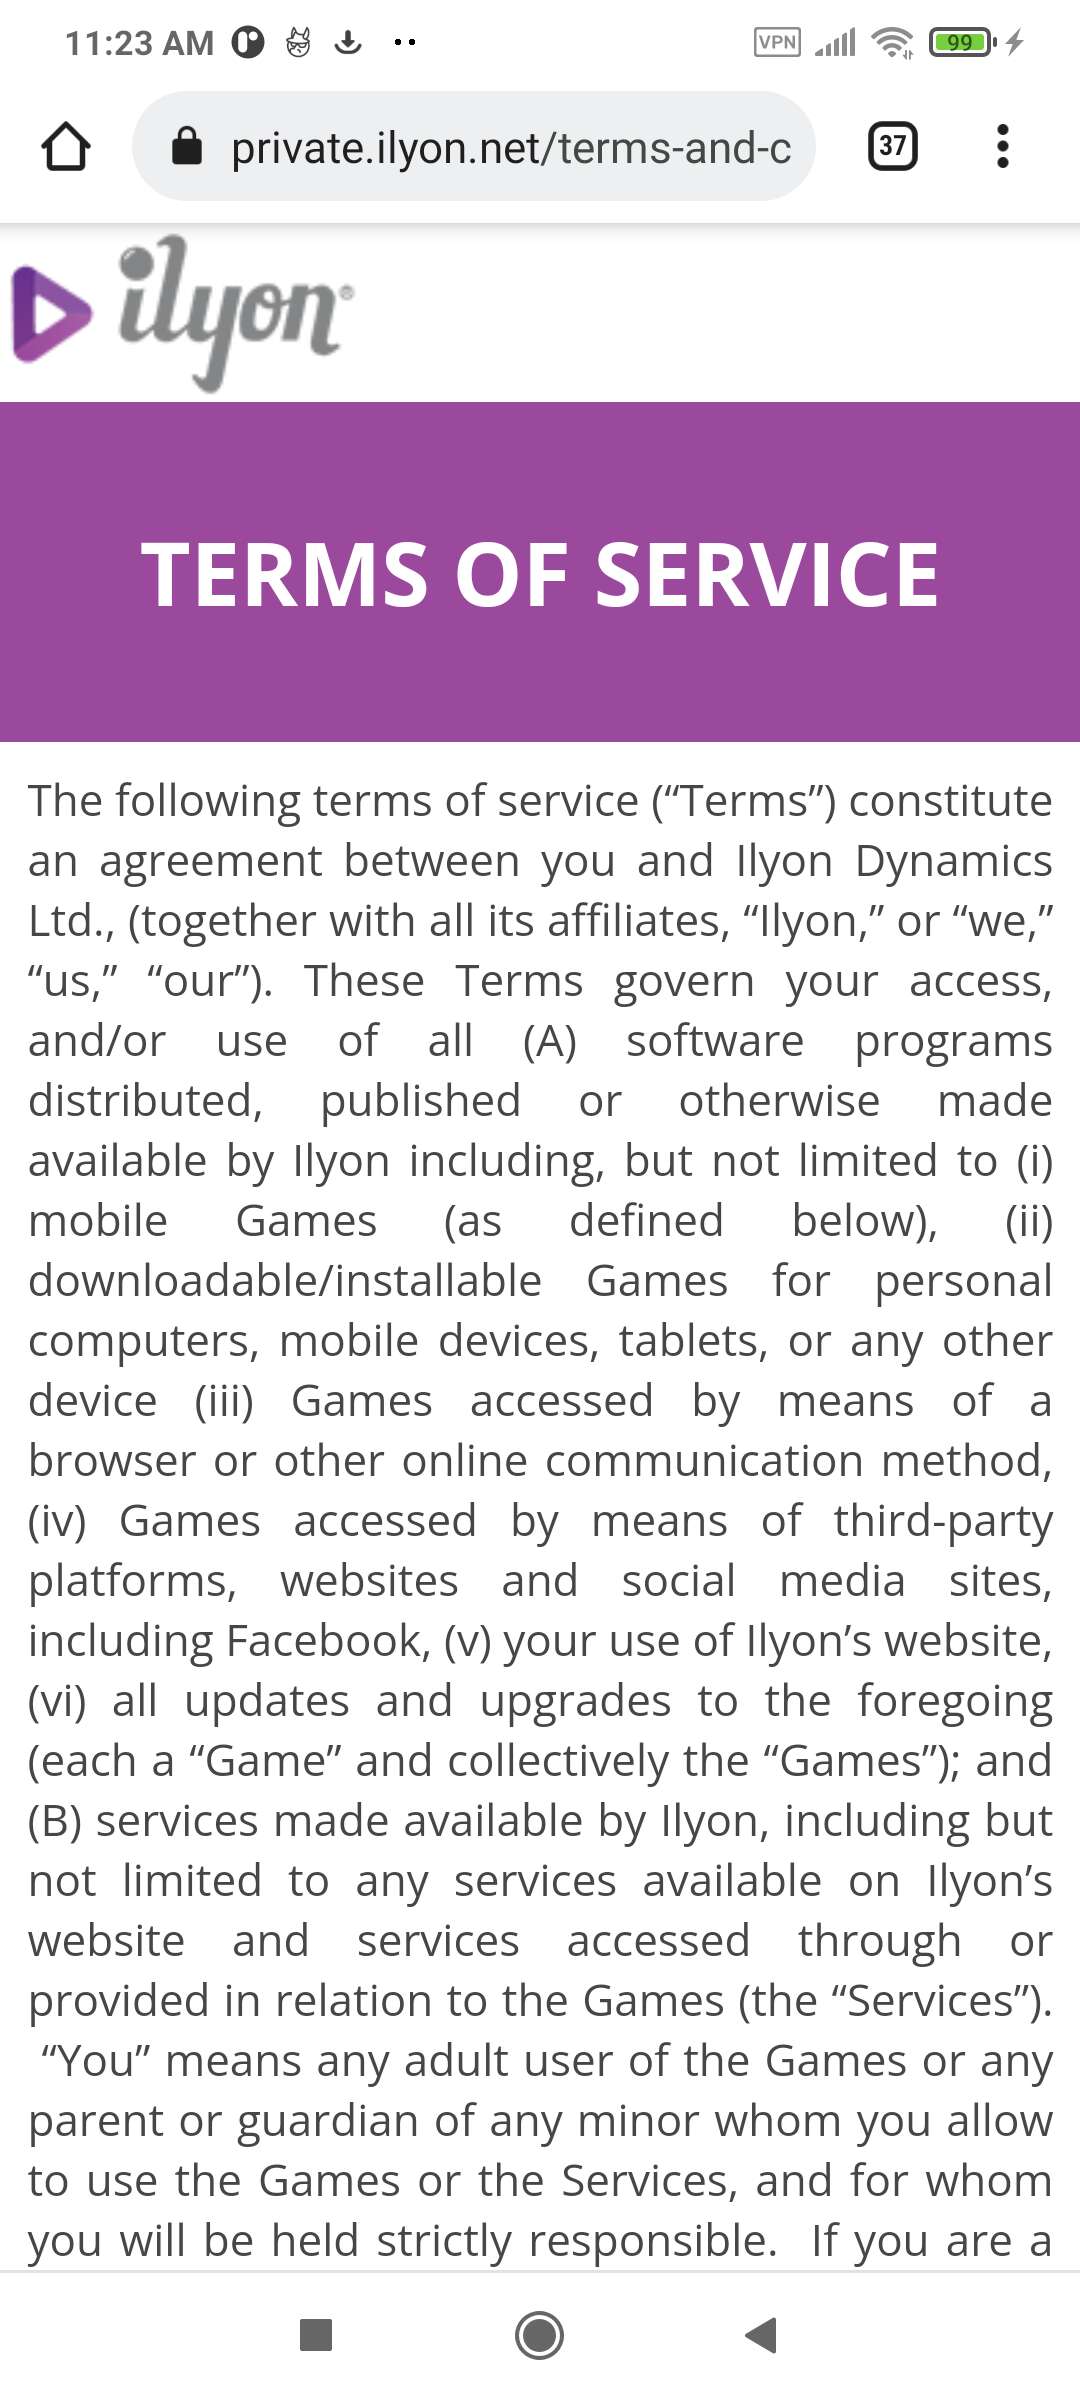 11:23 AM
VPN
99
private.ilyon.net/terms-and-c
37
ilyon®
TERMS OF SERVICE
The following terms of service (“Terms”) constitute
an agreement between you and Ilyon Dynamics
Ltd., (together with all its affiliates, “Ilyon,” or “we,”
“us,” “our”). These Terms govern your access,
and/or use of all (A) software programs
distributed, published or otherwise made
available by Ilyon including, but not limited to (i)
mobile Games (as defined below), (ii)
downloadable/installable Games for personal
computers, mobile devices, tablets, or any other
device (iii) Games accessed by means of a
browser or other online communication method,
(iv) Games accessed by means of third-party
platforms, websites and social media sites,
including Facebook, (v) your use of Ilyon’s website,
(vi) all updates and upgrades to the foregoing
(each a “Game” and collectively the “Games”); and
(B) services made available by Ilyon, including but
not limited to any services available on Ilyon’s
website and services accessed through or
provided in relation to the Games (the “Services”).
“You” means any adult user of the Games or any
parent or guardian of any minor whom you allow
to use the Games or the Services, and for whom
you will be held strictly responsible. If you are a